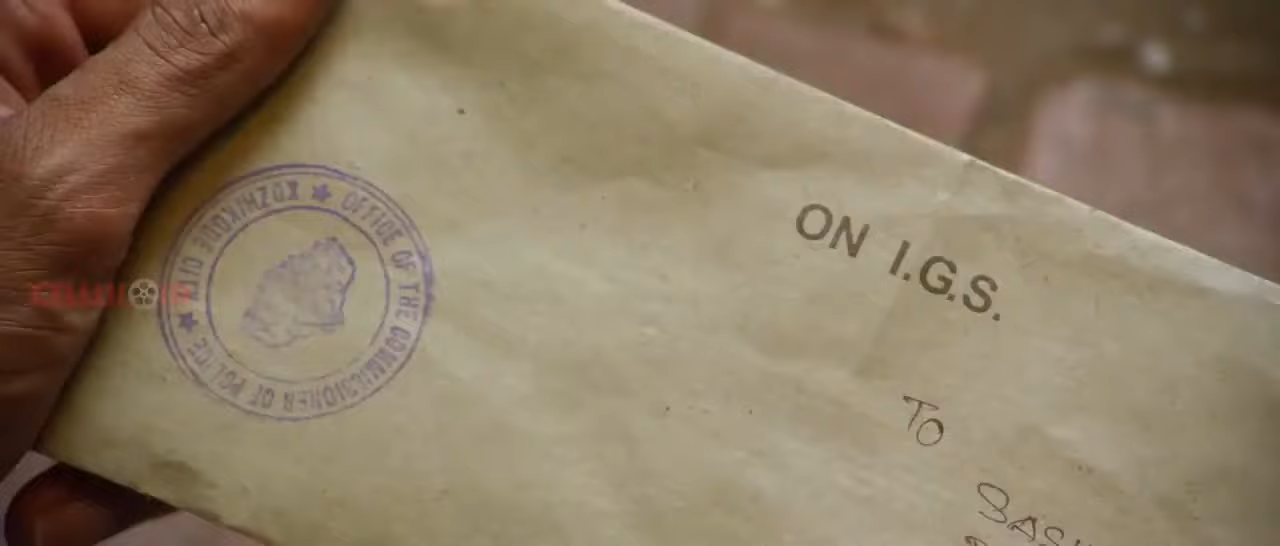 OFFICE OF THE COMMISSIONER OF POLICE ★ KOZHIKODE CITY ★
ON I.G.S.
TO